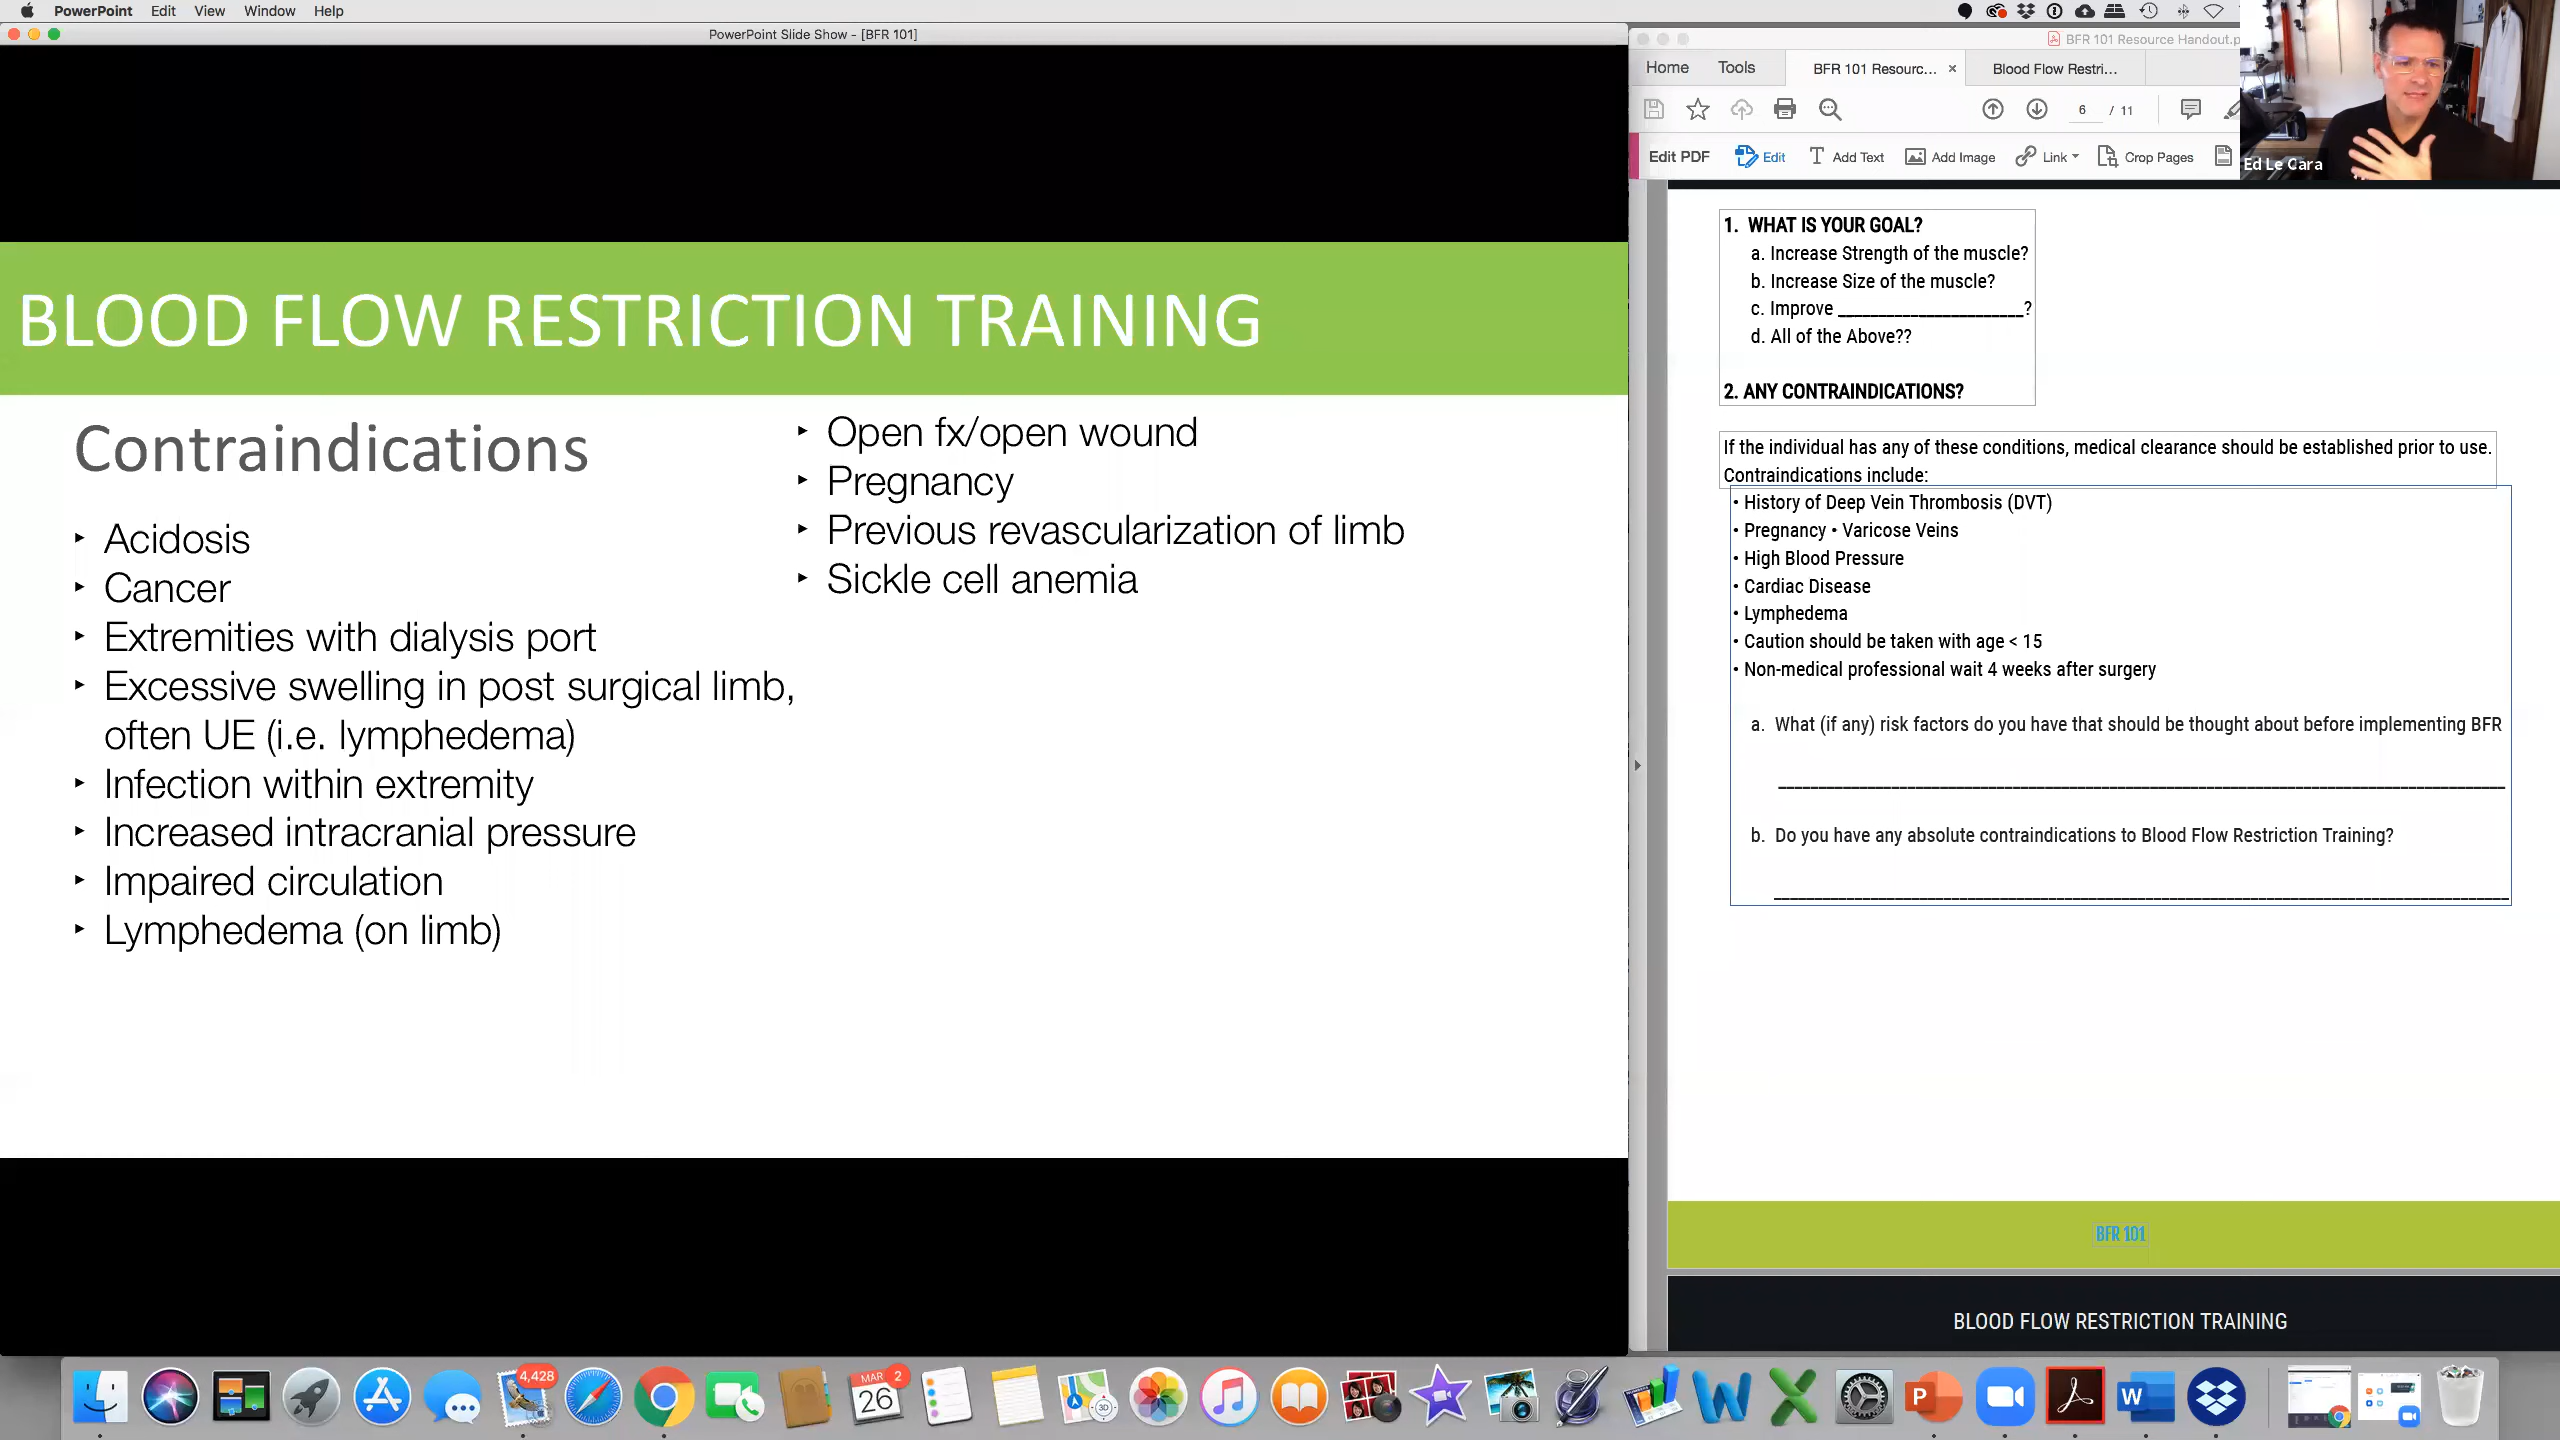 PowerPoint Edit View Window Help
PowerPoint Slide Show - [BFR 101]
BLOOD FLOW RESTRICTION TRAINING
Contraindications
‣ Acidosis
‣ Cancer
‣ Extremities with dialysis port
‣ Excessive swelling in post surgical limb,
often UE (i.e. lymphedema)
‣ Infection within extremity
‣ Increased intracranial pressure
‣ Impaired circulation
‣ Lymphedema (on limb)
‣ Open fx/open wound
‣ Pregnancy
‣ Previous revascularization of limb
‣ Sickle cell anemia
BFR 101 Resource Handout.p
Home Tools BFR 101 Resourc... × Blood Flow Restri...
6 / 11
Edit PDF Edit Add Text Add Image Link Crop Pages
Ed Le Cara
1. WHAT IS YOUR GOAL?
a. Increase Strength of the muscle?
b. Increase Size of the muscle?
c. Improve ______________________?
d. All of the Above??
2. ANY CONTRAINDICATIONS?
If the individual has any of these conditions, medical clearance should be established prior to use.
Contraindications include:
• History of Deep Vein Thrombosis (DVT)
• Pregnancy • Varicose Veins
• High Blood Pressure
• Cardiac Disease
• Lymphedema
• Caution should be taken with age < 15
• Non-medical professional wait 4 weeks after surgery
a. What (if any) risk factors do you have that should be thought about before implementing BFR
b. Do you have any absolute contraindications to Blood Flow Restriction Training?
BFR 101
BLOOD FLOW RESTRICTION TRAINING
4,428
MAR 2
26
3D
W
P
W